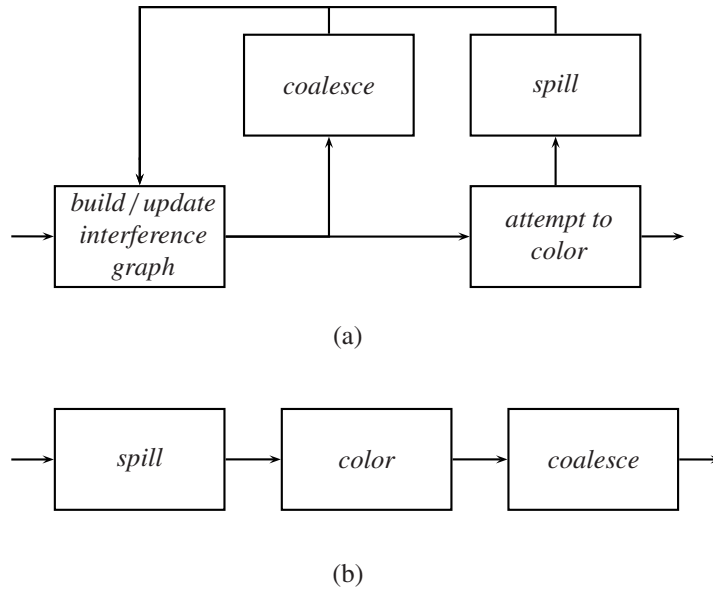 coalesce
spill
build / update
interference
graph
attempt to
color
(a)
spill
color
coalesce
(b)